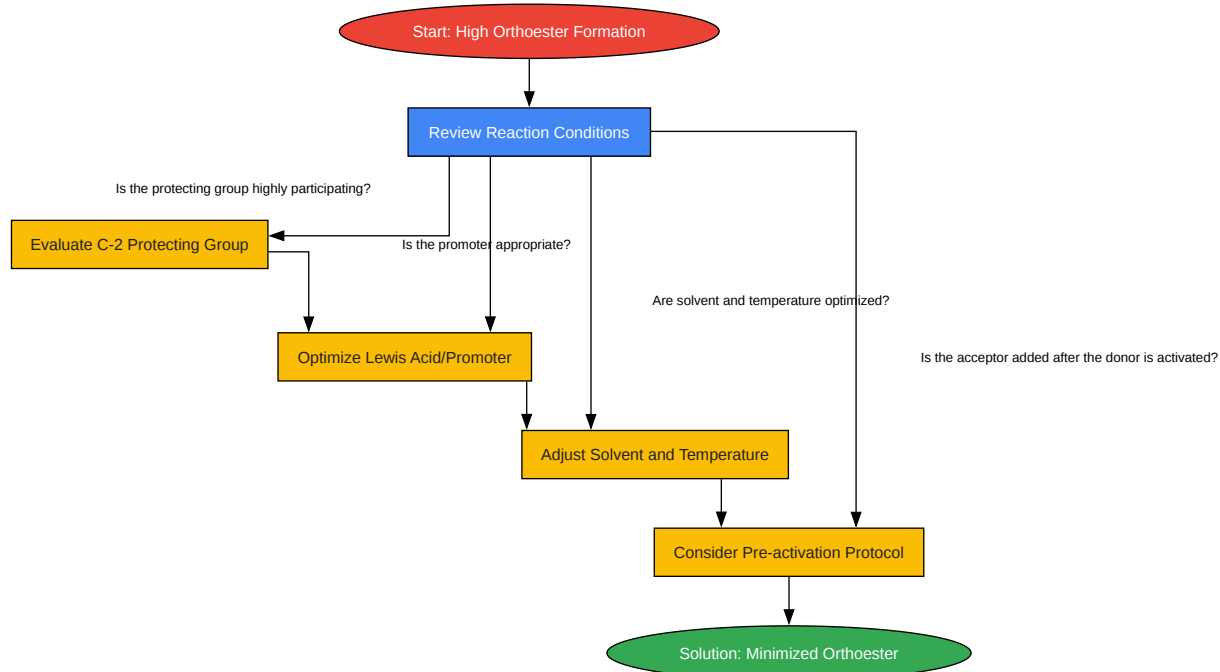 Start: High Orthoester Formation
Review Reaction Conditions
Is the protecting group highly participating?
Evaluate C-2 Protecting Group
Is the promoter appropriate?
Are solvent and temperature optimized?
Optimize Lewis Acid/Promoter
Is the acceptor added after the donor is activated?
Adjust Solvent and Temperature
Consider Pre-activation Protocol
Solution: Minimized Orthoester